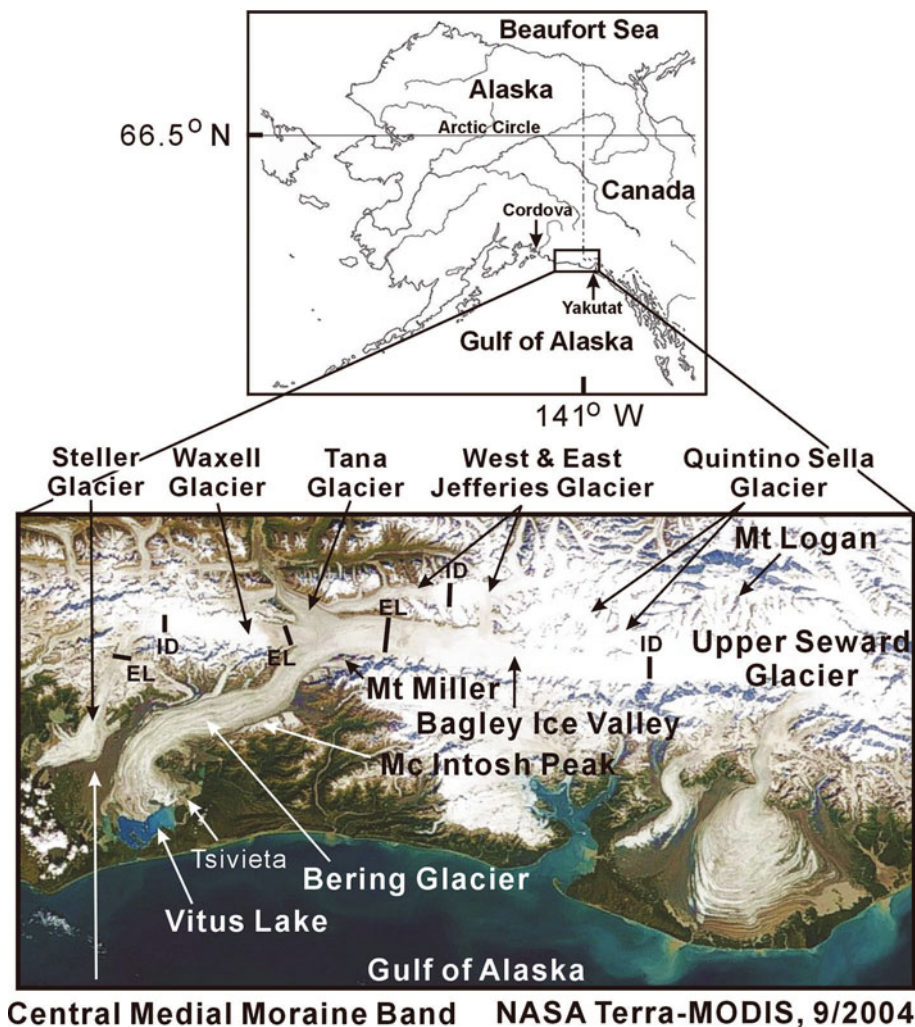 Beaufort Sea
Alaska
66.5° N
Arctic Circle
Canada
Cordova
Yakutat
Gulf of Alaska
141° W
Steller
Glacier
Waxell
Glacier
Tana
Glacier
West & East
Jefferies Glacier
Quintino Sella
Glacier
Mt Logan
ID
EL
ID
EL
EL
ID
Upper Seward
Glacier
Mt Miller
Bagley Ice Valley
Mc Intosh Peak
Tsivieta
Bering Glacier
Vitus Lake
Gulf of Alaska
Central Medial Moraine Band
NASA Terra-MODIS, 9/2004